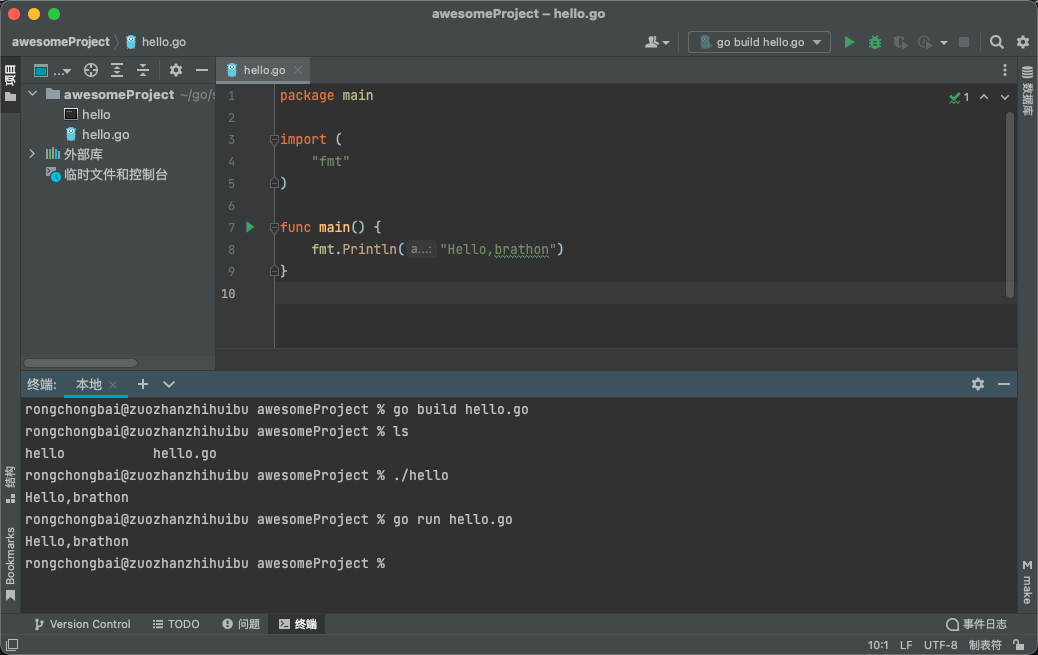 awesomeProject – hello.go
awesomeProject hello.go
go build hello.go
项目
...
hello.go
数据库
awesomeProject ~/go/s
hello
hello.go
外部库
临时文件和控制台
1
1 package main
2
3 import (
4 "fmt"
5 )
6
7 func main() {
8 fmt.Println( a...: "Hello,brathon")
9 }
10
终端: 本地
rongchongbai@zuozhanzhihuibu awesomeProject % go build hello.go
rongchongbai@zuozhanzhihuibu awesomeProject % ls
hello hello.go
rongchongbai@zuozhanzhihuibu awesomeProject % ./hello
Hello,brathon
rongchongbai@zuozhanzhihuibu awesomeProject % go run hello.go
Hello,brathon
rongchongbai@zuozhanzhihuibu awesomeProject %
结构
Bookmarks
M make
Version Control TODO 问题 终端 事件日志
10:1 LF UTF-8 制表符